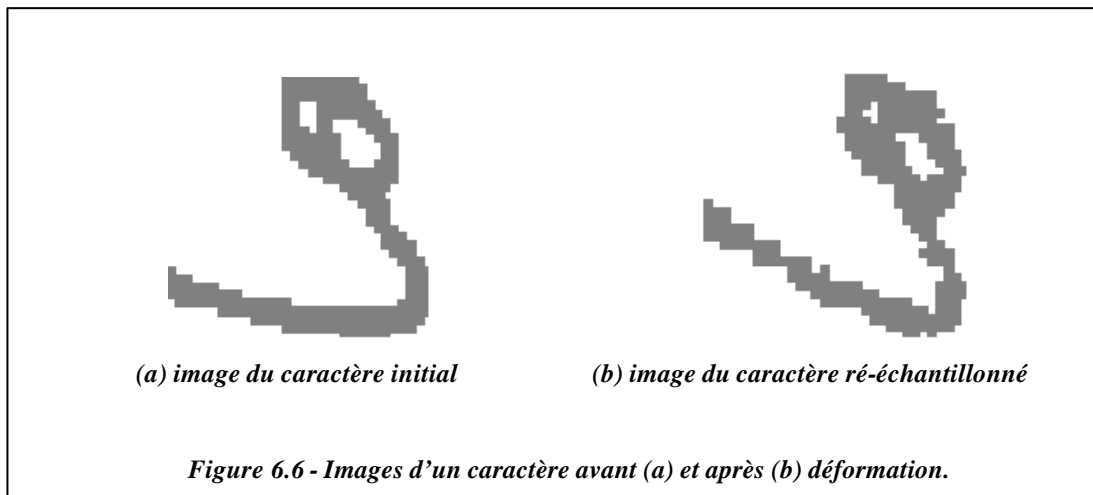 (a) image du caractère initial (b) image du caractère ré-échantillonné
Figure 6.6 - Images d’un caractère avant (a) et après (b) déformation.